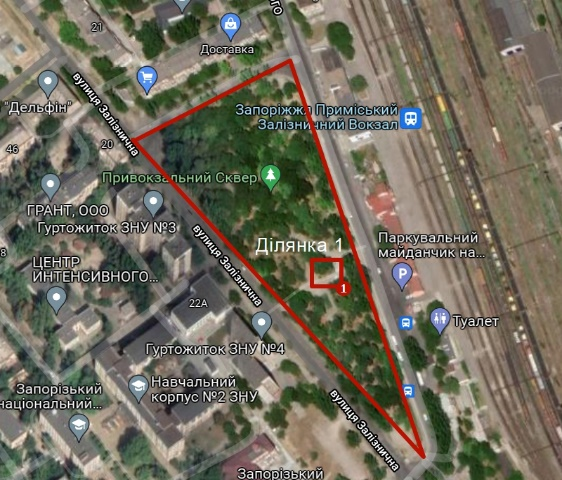 21
ОГО
Доставка
"Дельфін"
вулиця Залізнична
Запоріжжя Приміський
Залізничний Вокзал
46
20
Привокзальний Сквер
ГРАНТ, ООО
Гуртожиток ЗНУ №3
вулиця Залізнична
Ділянка 1
Паркувальний
майданчик на...
8
ЦЕНТР
ИНТЕНСИВНОГО...
1
22А
Туалет
Гуртожиток ЗНУ №4
Запорізький
національний...
Навчальний
корпус №2 ЗНУ
вулиця Залізнична
Запорізький